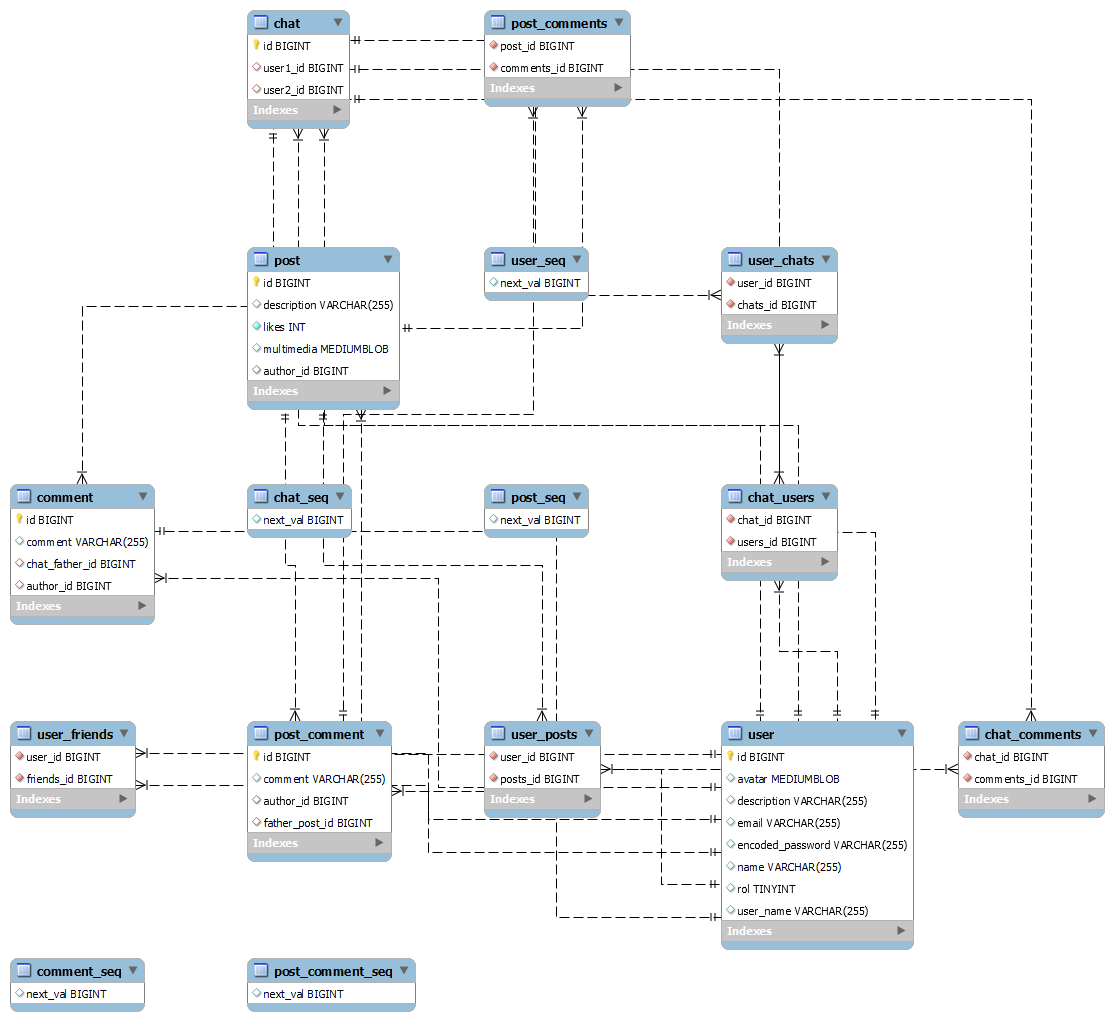 chat
id BIGINT
user1_id BIGINT
user2_id BIGINT
Indexes
post_comments
post_id BIGINT
comments_id BIGINT
Indexes
post
id BIGINT
description VARCHAR(255)
likes INT
multimedia MEDIUMBLOB
author_id BIGINT
Indexes
user_seq
next_val BIGINT
user_chats
user_id BIGINT
chats_id BIGINT
Indexes
comment
id BIGINT
comment VARCHAR(255)
chat_father_id BIGINT
author_id BIGINT
Indexes
chat_seq
next_val BIGINT
post_seq
next_val BIGINT
chat_users
chat_id BIGINT
users_id BIGINT
Indexes
user_friends
user_id BIGINT
friends_id BIGINT
Indexes
post_comment
id BIGINT
comment VARCHAR(255)
author_id BIGINT
father_post_id BIGINT
Indexes
user_posts
user_id BIGINT
posts_id BIGINT
Indexes
user
id BIGINT
avatar MEDIUMBLOB
description VARCHAR(255)
email VARCHAR(255)
encoded_password VARCHAR(255)
name VARCHAR(255)
rol TINYINT
user_name VARCHAR(255)
Indexes
chat_comments
chat_id BIGINT
comments_id BIGINT
Indexes
comment_seq
next_val BIGINT
post_comment_seq
next_val BIGINT